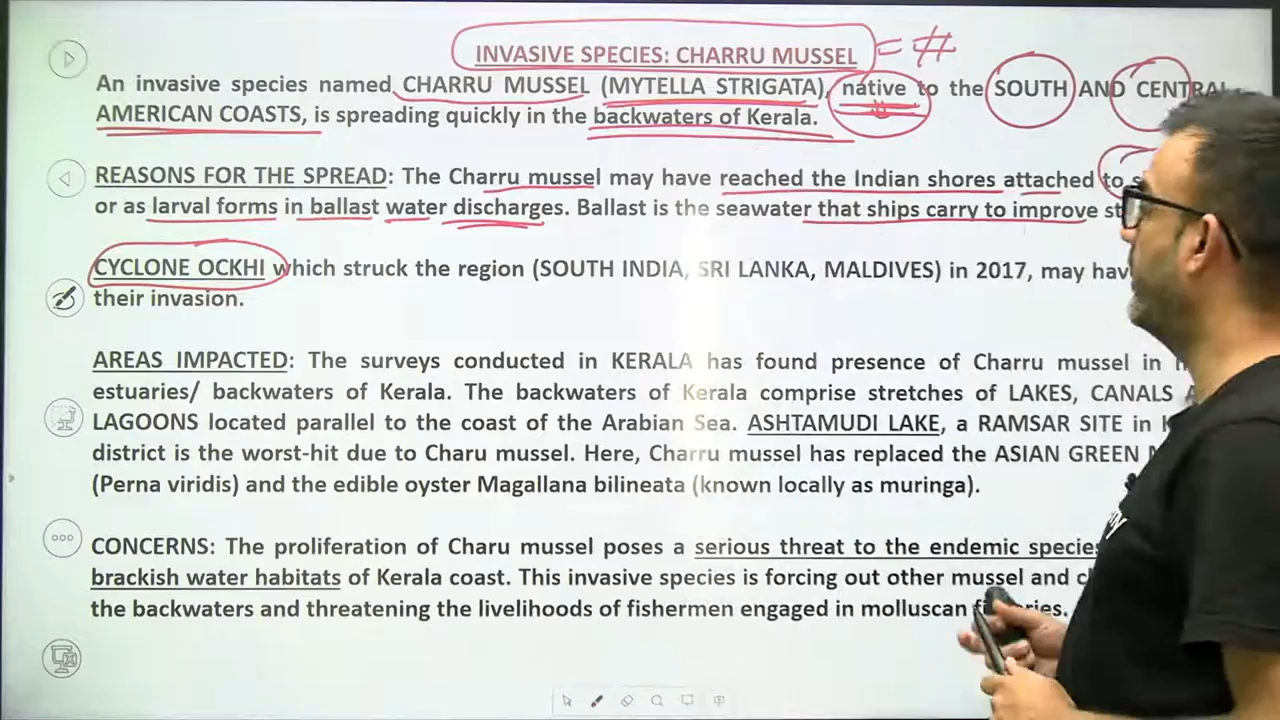 INVASIVE SPECIES: CHARRU MUSSEL = #
An invasive species named CHARRU MUSSEL (MYTELLA STRIGATA), native to the SOUTH AND CENTRAL
AMERICAN COASTS, is spreading quickly in the backwaters of Kerala.
REASONS FOR THE SPREAD: The Charru mussel may have reached the Indian shores attached to
or as larval forms in ballast water discharges. Ballast is the seawater that ships carry to improve
CYCLONE OCKHI which struck the region (SOUTH INDIA, SRI LANKA, MALDIVES) in 2017, may
their invasion.
AREAS IMPACTED: The surveys conducted in KERALA has found presence of Charru mussel in
estuaries/ backwaters of Kerala. The backwaters of Kerala comprise stretches of LAKES, CANALS
LAGOONS located parallel to the coast of the Arabian Sea. ASHTAMUDI LAKE, a RAMSAR SITE in
district is the worst-hit due to Charu mussel. Here, Charru mussel has replaced the ASIAN GREEN
(Perna viridis) and the edible oyster Magallana bilineata (known locally as muringa).
CONCERNS: The proliferation of Charu mussel poses a serious threat to the endemic species
brackish water habitats of Kerala coast. This invasive species is forcing out other mussel and
the backwaters and threatening the livelihoods of fishermen engaged in molluscan